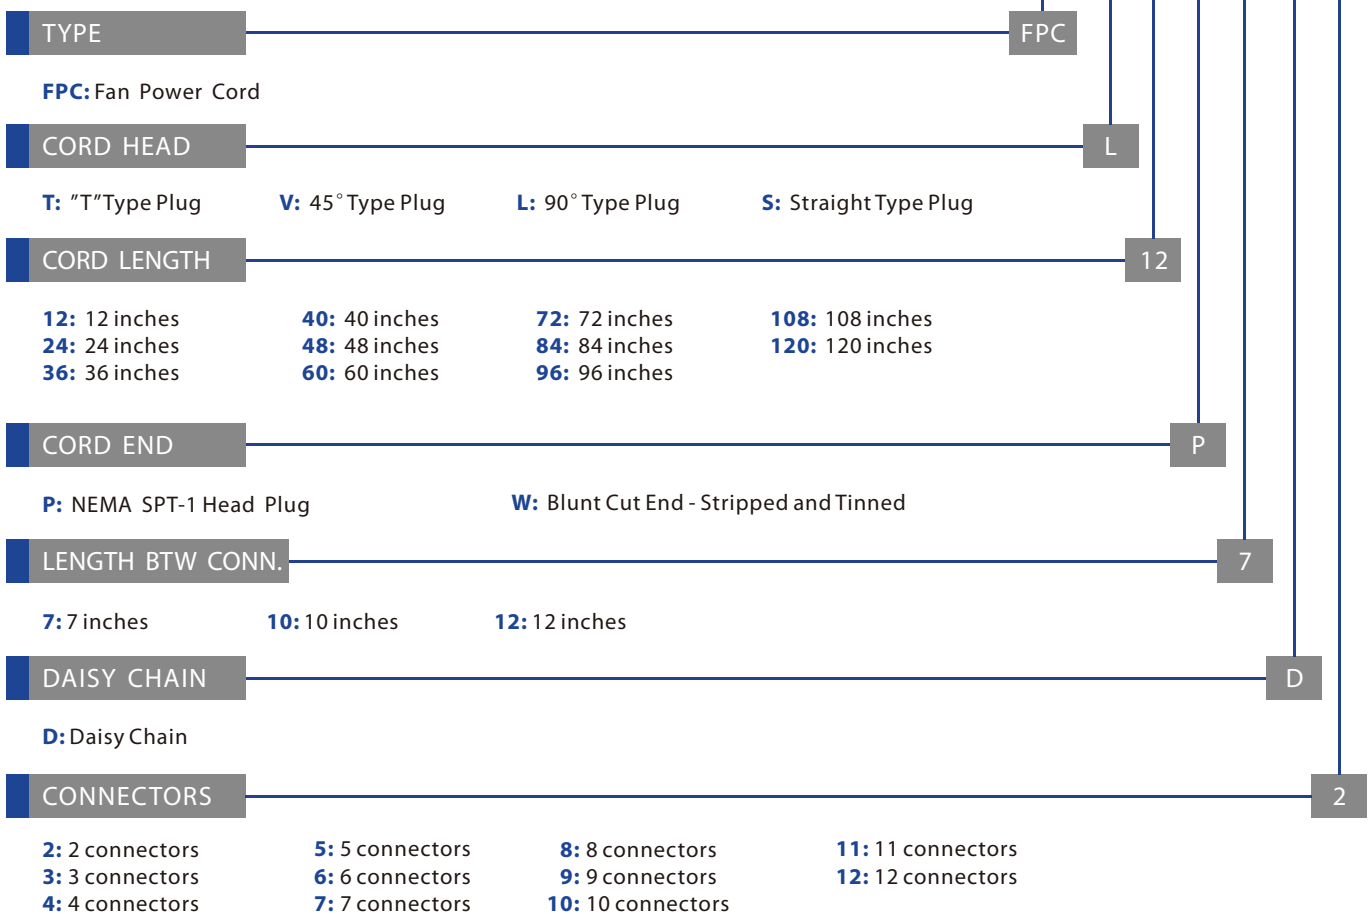 TYPE FPC
FPC: Fan Power Cord
CORD HEAD L
T: "T"Type Plug V: 45° Type Plug L: 90° Type Plug S: Straight Type Plug
CORD LENGTH 12
12: 12 inches 40: 40 inches 72: 72 inches 108: 108 inches
24: 24 inches 48: 48 inches 84: 84 inches 120: 120 inches
36: 36 inches 60: 60 inches 96: 96 inches
CORD END P
P: NEMA SPT-1 Head Plug W: Blunt Cut End - Stripped and Tinned
LENGTH BTW CONN. 7
7: 7 inches 10: 10 inches 12: 12 inches
DAISY CHAIN D
D: Daisy Chain
CONNECTORS 2
2: 2 connectors 5: 5 connectors 8: 8 connectors 11: 11 connectors
3: 3 connectors 6: 6 connectors 9: 9 connectors 12: 12 connectors
4: 4 connectors 7: 7 connectors 10: 10 connectors